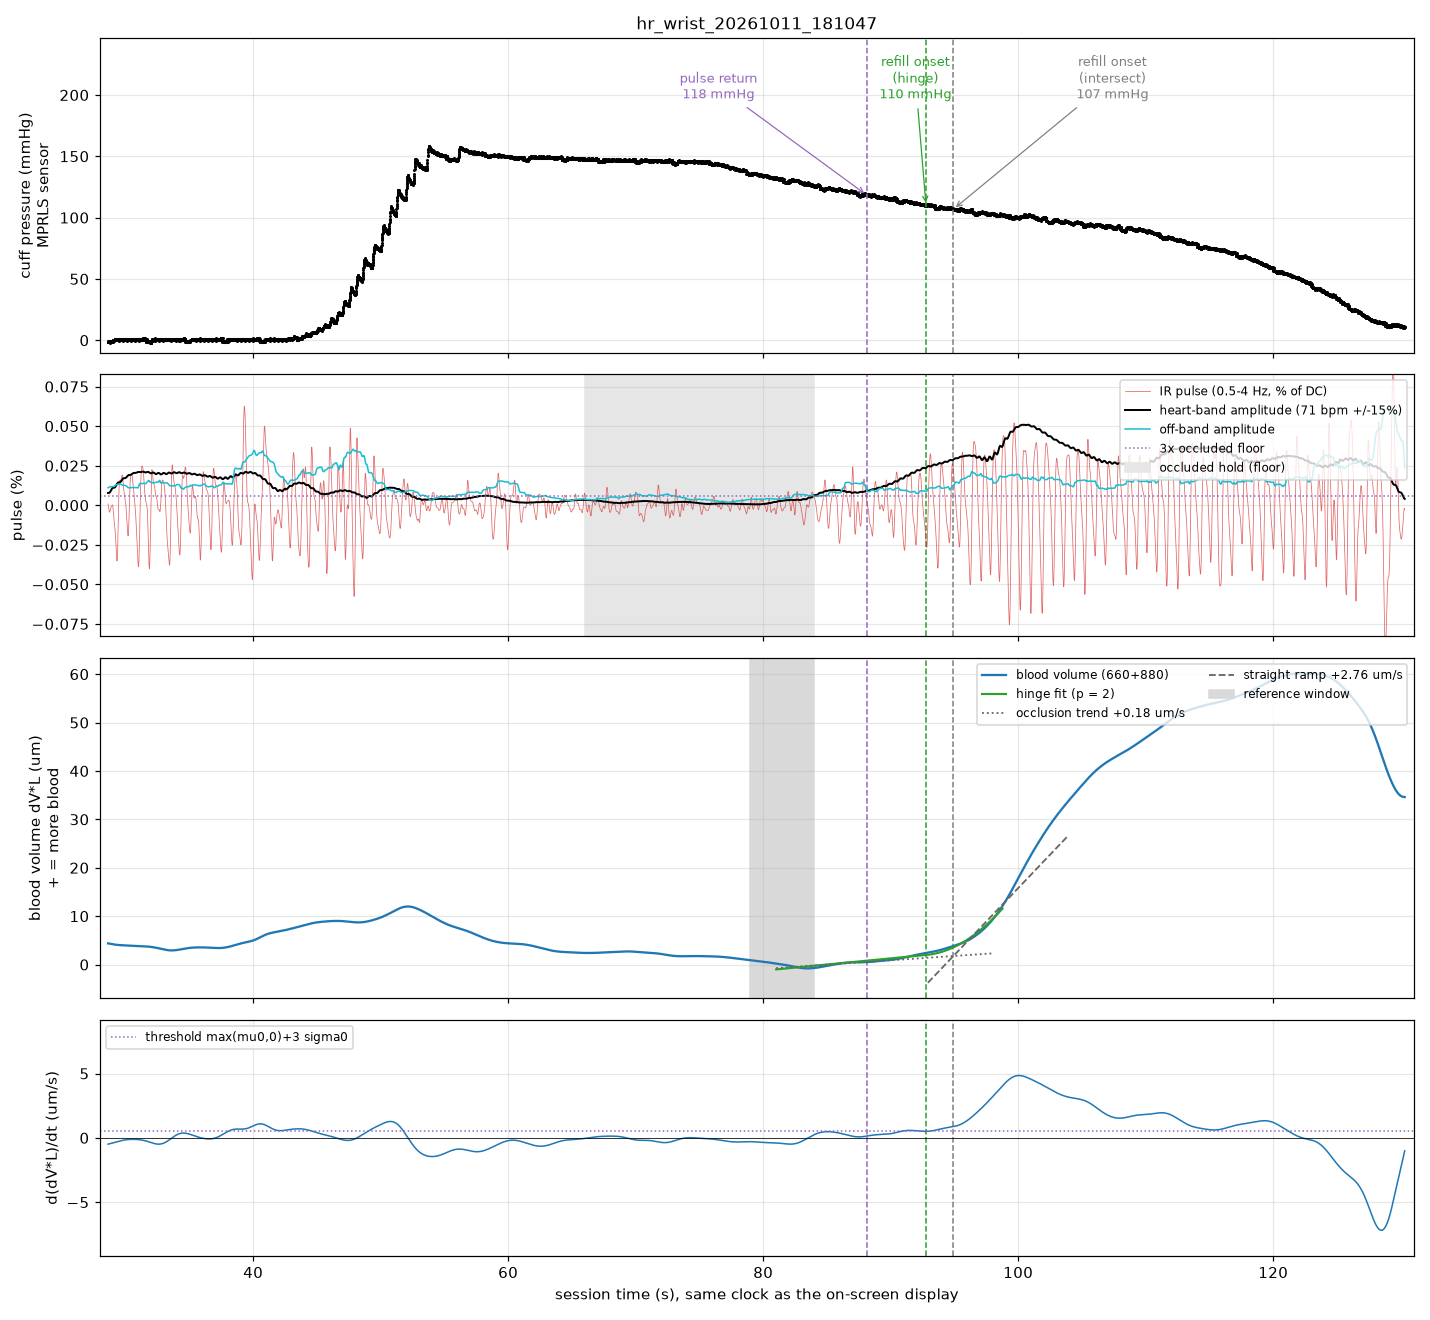 hr_wrist_20261011_181047
cuff pressure (mmHg)
MPRLS sensor
200
150
100
50
0
pulse return
118 mmHg
refill onset
(hinge)
110 mmHg
refill onset
(intersect)
107 mmHg
pulse (%)
0.075
0.050
0.025
0.000
−0.025
−0.050
−0.075
IR pulse (0.5-4 Hz, % of DC)
heart-band amplitude (71 bpm +/-15%)
off-band amplitude
3x occluded floor
occluded hold (floor)
blood volume dV*L (um)
+ = more blood
60
50
40
30
20
10
0
blood volume (660+880)
hinge fit (p = 2)
occlusion trend +0.18 um/s
straight ramp +2.76 um/s
reference window
d(dV*L)/dt (um/s)
5
0
−5
threshold max(mu0,0)+3 sigma0
40 60 80 100 120
session time (s), same clock as the on-screen display